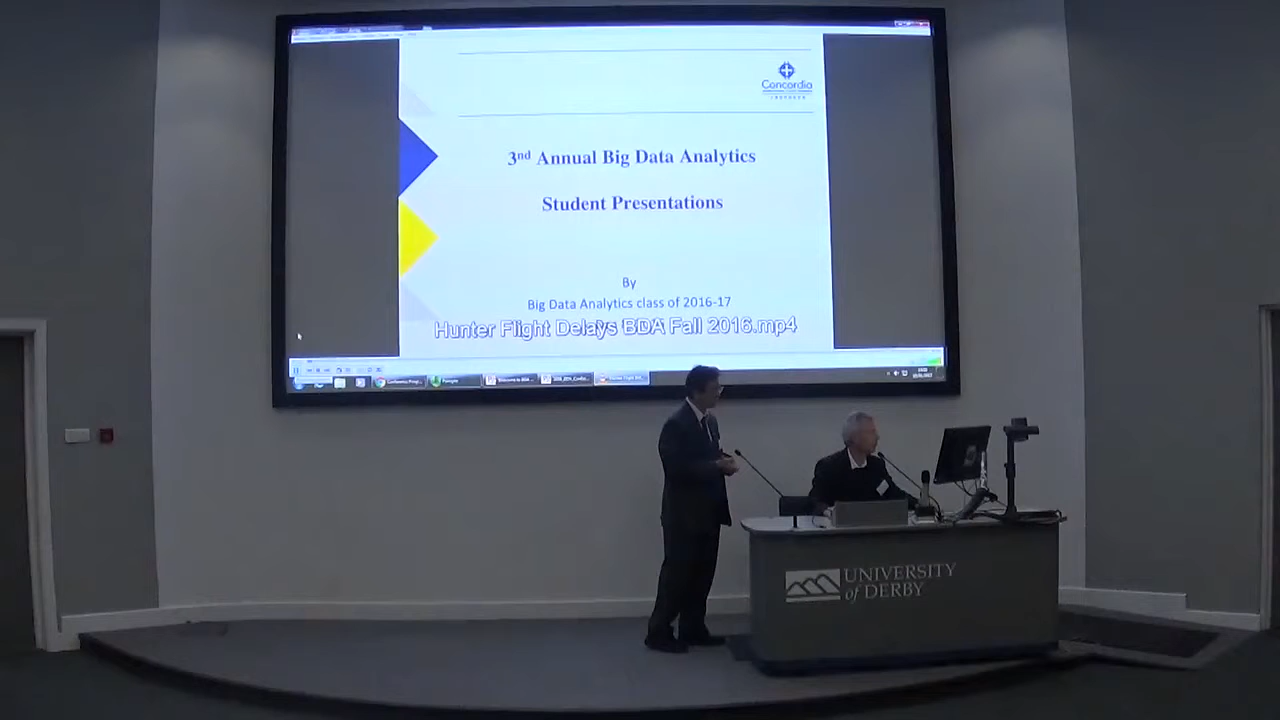 Concordia
3nd Annual Big Data Analytics
Student Presentations
By
Big Data Analytics class of 2016-17
Hunter Flight Delays BDA Fall 2016.mp4
UNIVERSITY
of DERBY